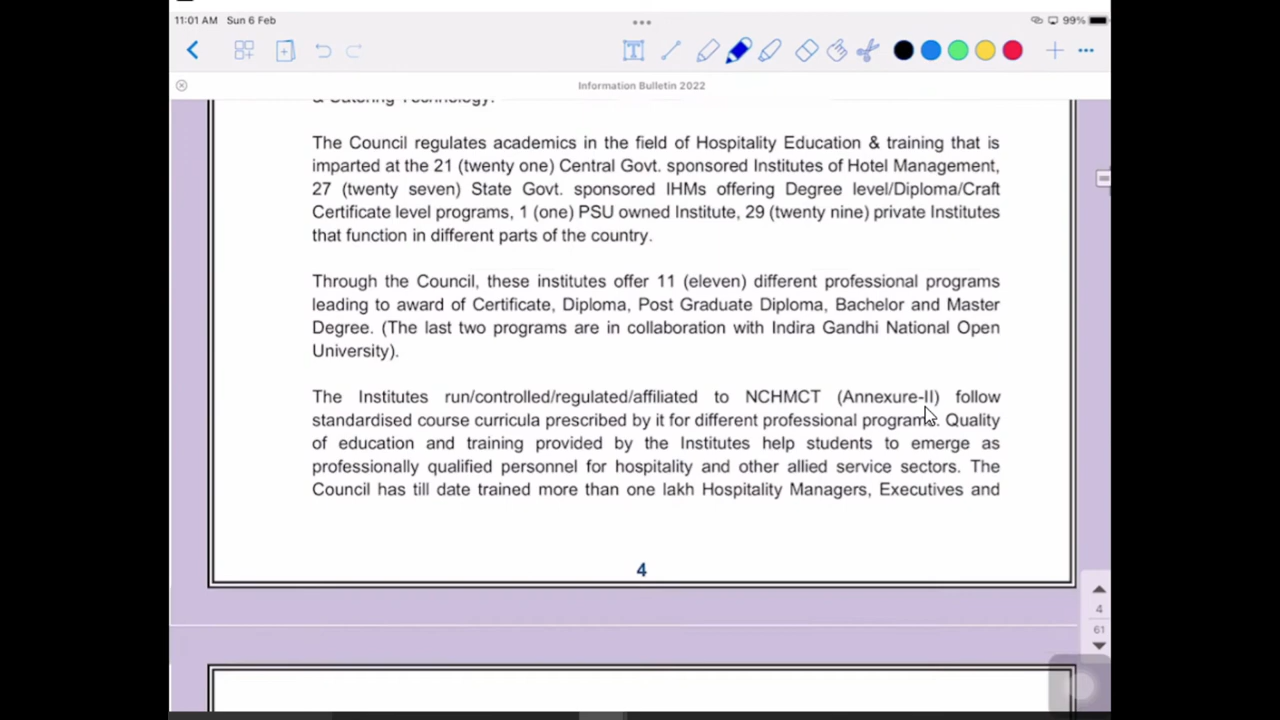 11:01 AM Sun 6 Feb
99%
Information Bulletin 2022
& Catering Technology.
The Council regulates academics in the field of Hospitality Education & training that is
imparted at the 21 (twenty one) Central Govt. sponsored Institutes of Hotel Management,
27 (twenty seven) State Govt. sponsored IHMs offering Degree level/Diploma/Craft
Certificate level programs, 1 (one) PSU owned Institute, 29 (twenty nine) private Institutes
that function in different parts of the country.
Through the Council, these institutes offer 11 (eleven) different professional programs
leading to award of Certificate, Diploma, Post Graduate Diploma, Bachelor and Master
Degree. (The last two programs are in collaboration with Indira Gandhi National Open
University).
The Institutes run/controlled/regulated/affiliated to NCHMCT (Annexure-II) follow
standardised course curricula prescribed by it for different professional programs. Quality
of education and training provided by the Institutes help students to emerge as
professionally qualified personnel for hospitality and other allied service sectors. The
Council has till date trained more than one lakh Hospitality Managers, Executives and
4
4
61